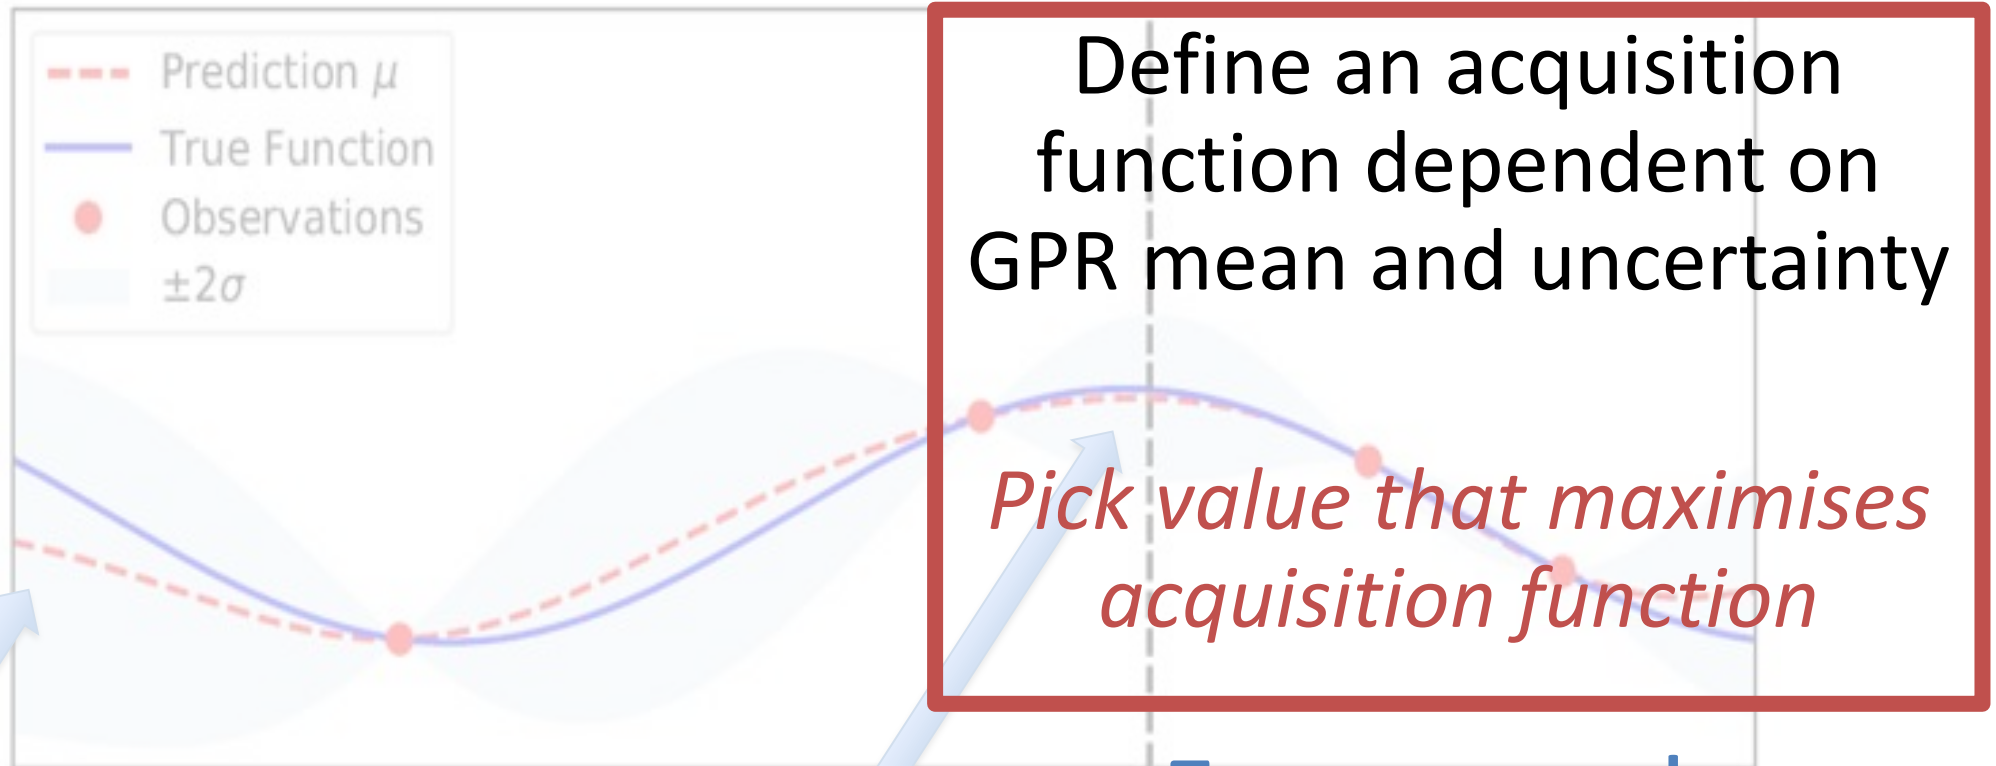 Prediction μ
True Function
Observations
±2σ
Define an acquisition
function dependent on
GPR mean and uncertainty
Pick value that maximises
acquisition function